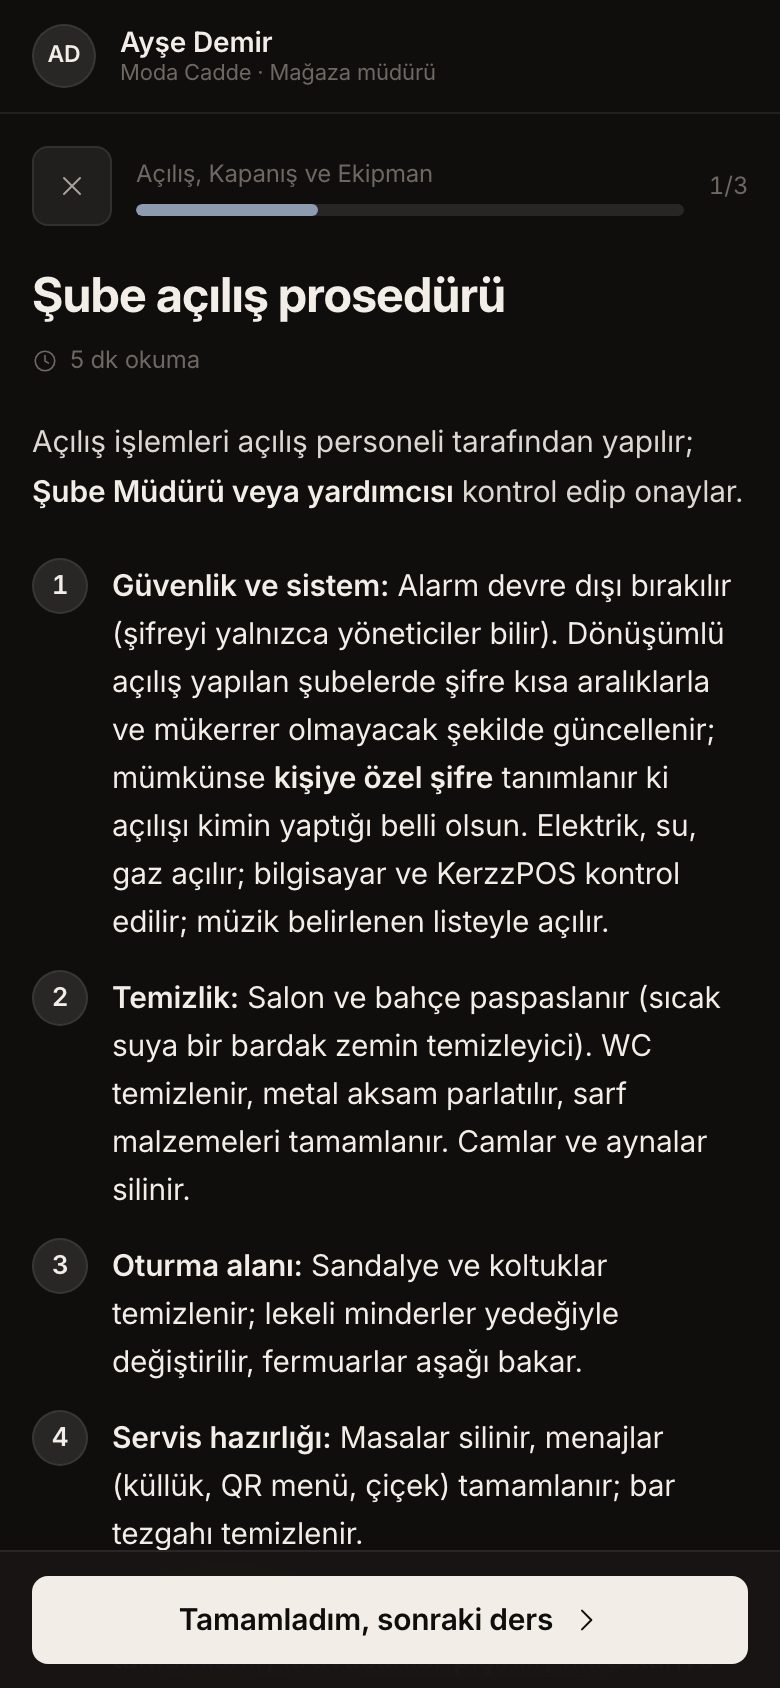 AD
Ayşe Demir
Moda Cadde · Mağaza müdürü
Açılış, Kapanış ve Ekipman
1/3
Şube açılış prosedürü
5 dk okuma
Açılış işlemleri açılış personeli tarafından yapılır;
Şube Müdürü veya yardımcısı kontrol edip onaylar.
1
Güvenlik ve sistem: Alarm devre dışı bırakılır
(şifreyi yalnızca yöneticiler bilir). Dönüşümlü
açılış yapılan şubelerde şifre kısa aralıklarla
ve mükerrer olmayacak şekilde güncellenir;
mümkünse kişiye özel şifre tanımlanır ki
açılışı kimin yaptığı belli olsun. Elektrik, su,
gaz açılır; bilgisayar ve KerzzPOS kontrol
edilir; müzik belirlenen listeyle açılır.
2
Temizlik: Salon ve bahçe paspaslanır (sıcak
suya bir bardak zemin temizleyici). WC
temizlenir, metal aksam parlatılır, sarf
malzemeleri tamamlanır. Camlar ve aynalar
silinir.
3
Oturma alanı: Sandalye ve koltuklar
temizlenir; lekeli minderler yedeğiyle
değiştirilir, fermuarlar aşağı bakar.
4
Servis hazırlığı: Masalar silinir, menajlar
(küllük, QR menü, çiçek) tamamlanır; bar
tezgahı temizlenir.
Tamamladım, sonraki ders